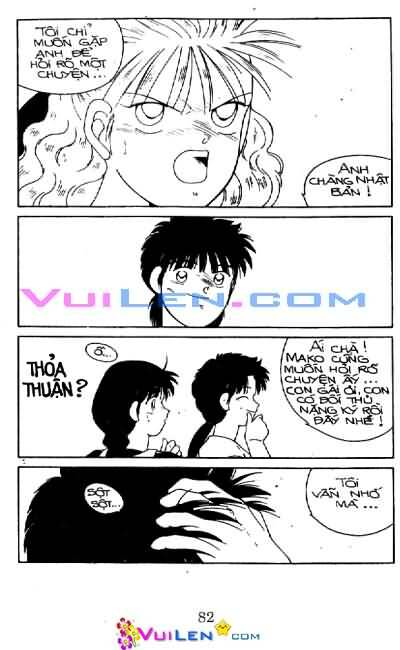 TÔI CHỈ
MUỐN GẶP
ANH ĐỂ
HỎI RÕ MỘT
CHUYỆN...
ANH
CHÀNG NHẬT
BẢN!
VUILEN.COM
Ố...
THỎA
THUẬN?
ÁI CHÀ!
MAKO CŨNG
MUỐN HỎI RÕ
CHUYỆN ẤY...
CON GÁI ƠI, CON
CÓ ĐỐI THỦ
NẶNG KÝ RỒI
ĐẤY NHÉ!
SỘT
SỘT...
TÔI
VẪN NHỚ
MÀ...
82
VUILEN.COM